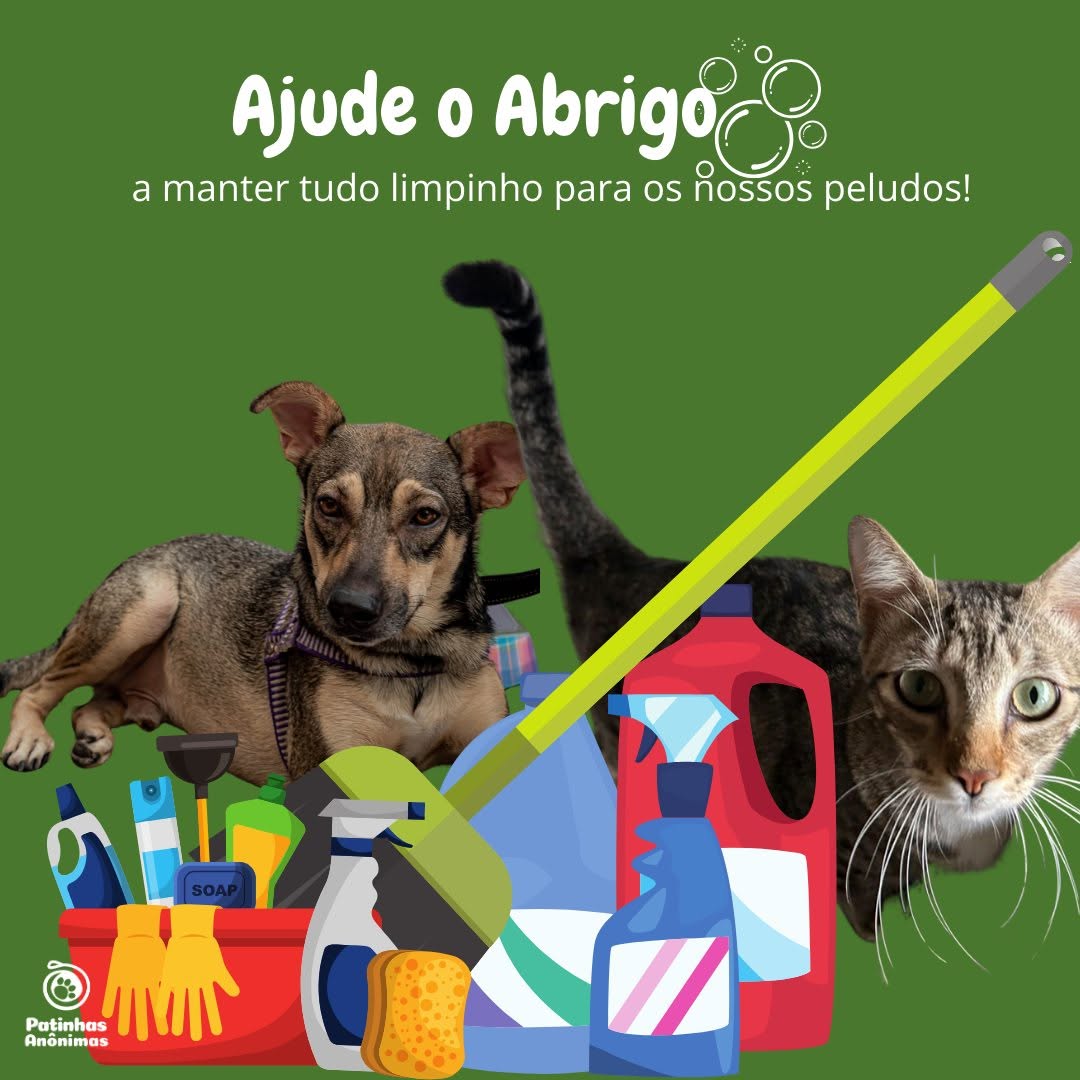 Ajude o Abrigo
a manter tudo limpinho para os nossos peludos!
SOAP
Patinhas
Anônimas